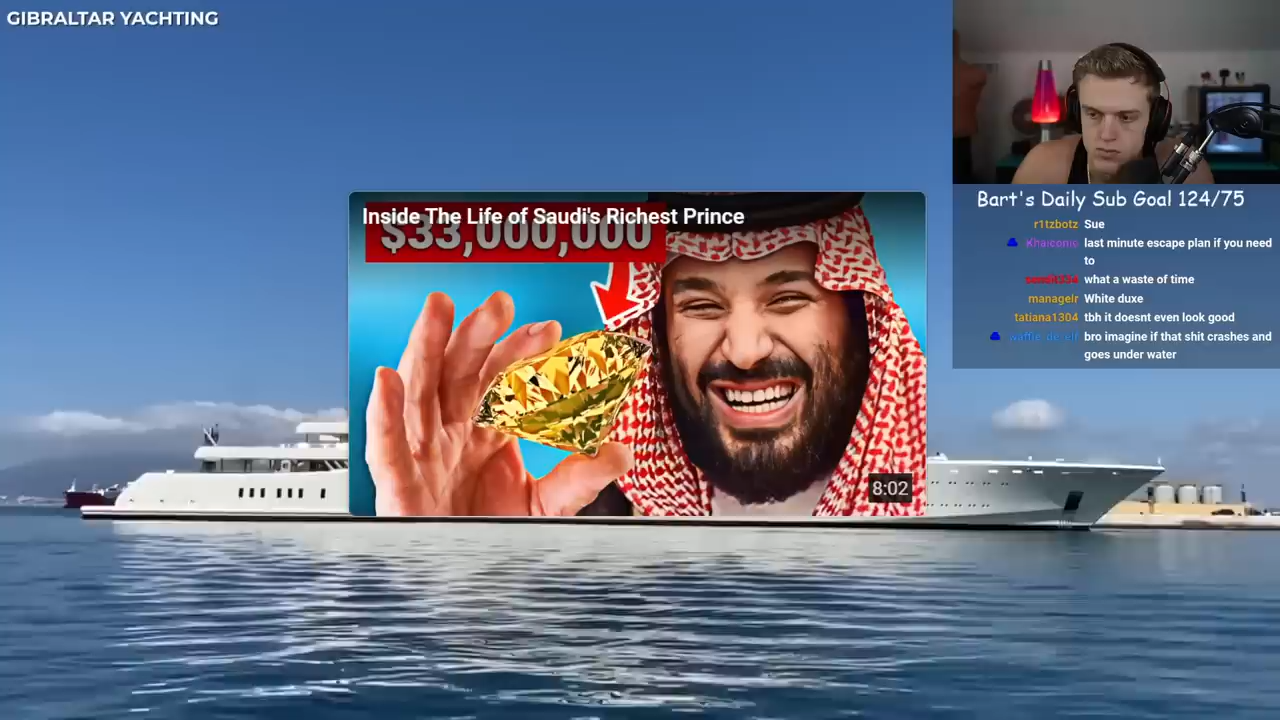 GIBRALTAR YACHTING
Inside The Life of Saudi's Richest Prince
$33,000,000
8:02
Bart's Daily Sub Goal 124/75
r1tzbotz Sue
Khaiconic last minute escape plan if you need
to
what a waste of time
managelr White duxe
tatiana1304 tbh it doesnt even look good
bro imagine if that shit crashes and
goes under water